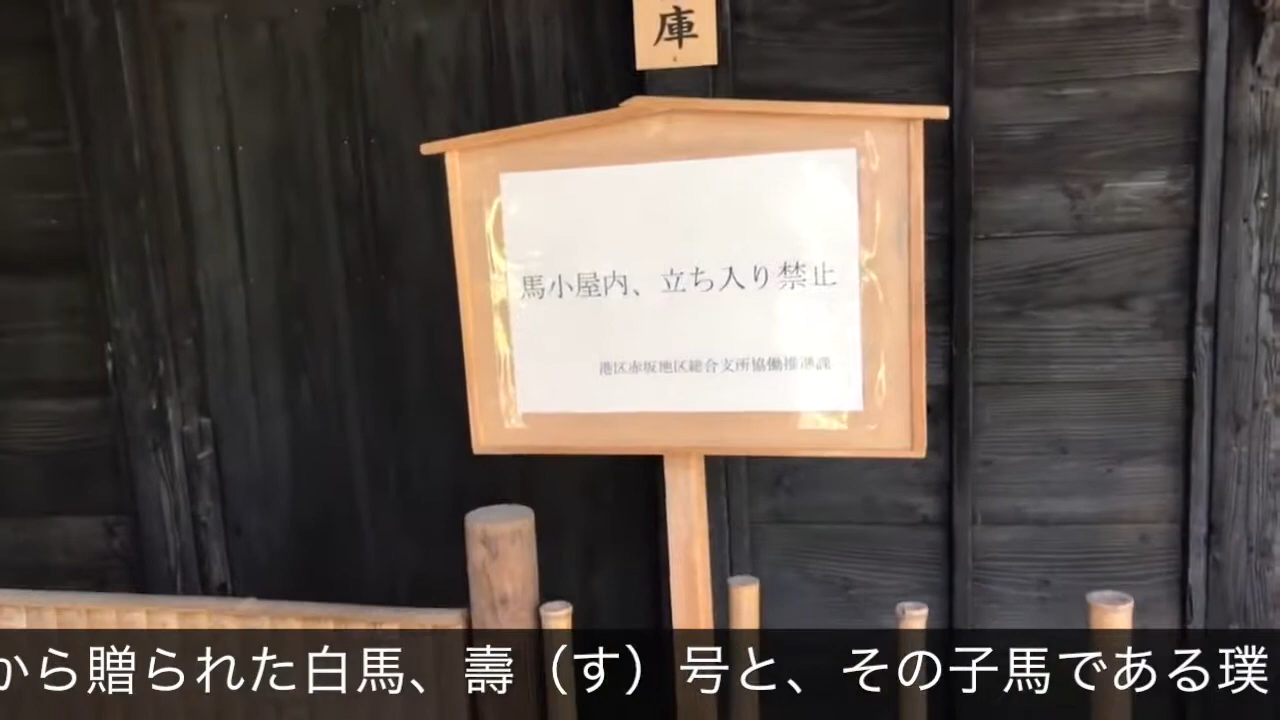 庫
馬小屋内、立ち入り禁止
港区赤坂地区総合支所協働推進課
から贈られた白馬、壽（す）号と、その子馬である璞